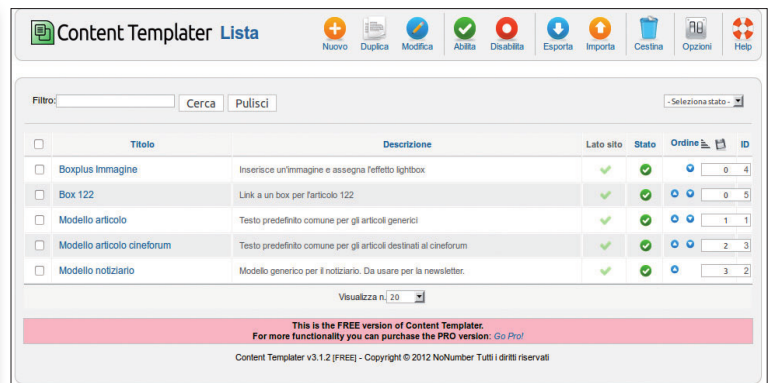 Content Templater Lista
Nuovo Duplica Modifica Abilita Disabilita Esporta Importa Cestina Opzioni Help
Filtro: Cerca Pulisci - Seleziona stato -
Titolo Descrizione Lato sito Stato Ordine ID
Boxplus Immagine Inserisce un'immagine e assegna l'effetto lightbox 0 4
Box 122 Link a un box per l'articolo 122 0 5
Modello articolo Testo predefinito comune per gli articoli generici 1 1
Modello articolo cineforum Testo predefinito comune per gli articoli destinati al cineforum 2 3
Modello notiziario Modello generico per il notiziario. Da usare per la newsletter. 3 2
Visualizza n. 20
This is the FREE version of Content Templater.
For more functionality you can purchase the PRO version: Go Pro!
Content Templater v3.1.2 [FREE] - Copyright © 2012 NoNumber Tutti i diritti riservati